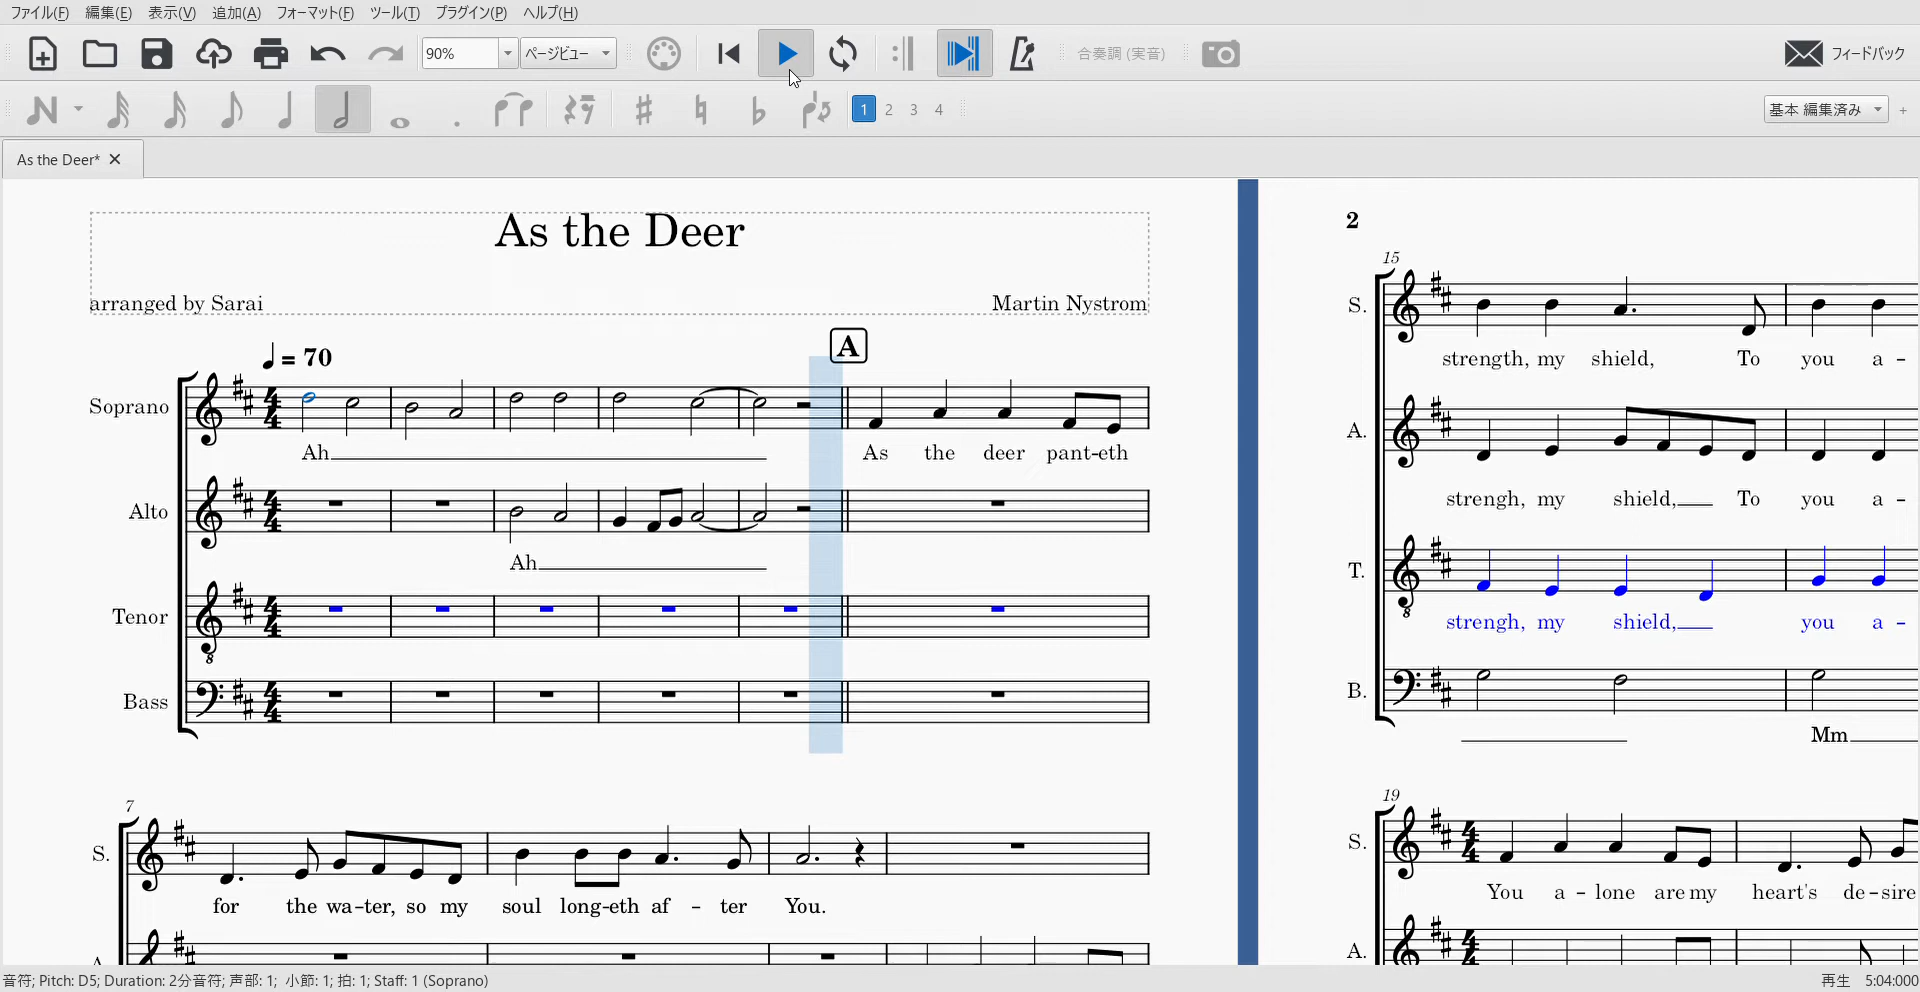 ファイル(F) 編集(E) 表示(V) 追加(A) フォーマット(F) ツール(T) プラグイン(P) ヘルプ(H)
90% ページビュー 合奏調 (実音) フィードバック
1 2 3 4 基本 編集済み +
As the Deer*
As the Deer
arranged by Sarai
Martin Nystrom
= 70
A
Soprano
Ah
As the deer pant-eth
Alto
Ah
Tenor
Bass
7
S.
for the wa-ter, so my soul long-eth af - ter You.
A.
2
15
S.
strength, my shield, To you a -
A.
strengh, my shield, To you a -
T.
strengh, my shield, you a -
B.
Mm
19
S.
You a - lone are my heart's de-sire
A.
音符; Pitch: D5; Duration: 2分音符; 声部: 1; 小節: 1; 拍: 1; Staff: 1 (Soprano)
再生 5:04:000